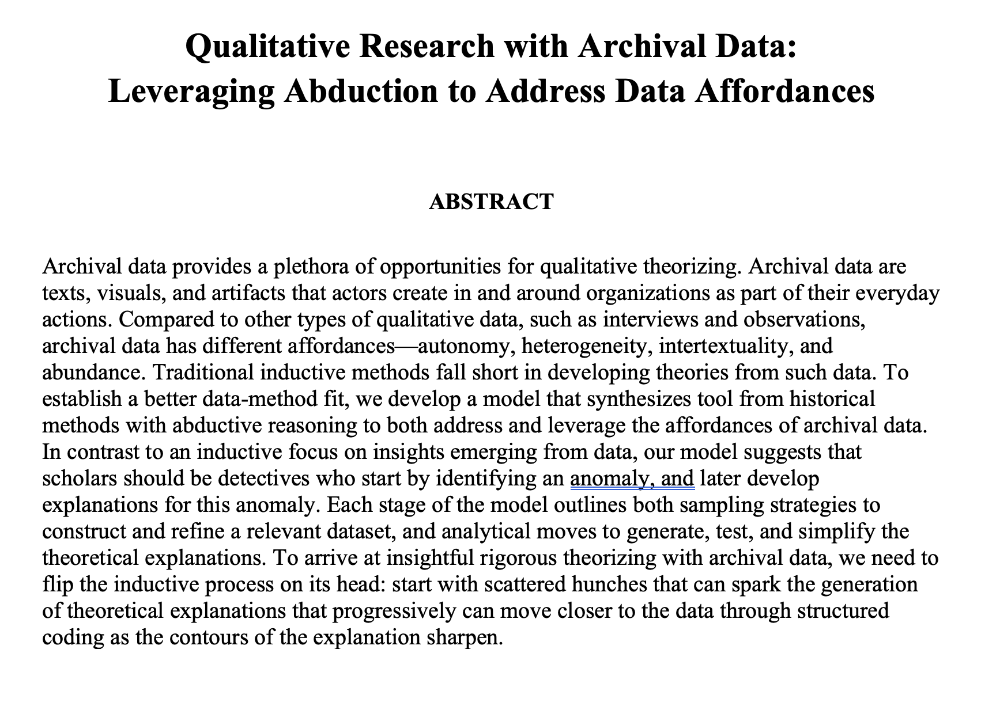 Qualitative Research with Archival Data:
Leveraging Abduction to Address Data Affordances
ABSTRACT
Archival data provides a plethora of opportunities for qualitative theorizing. Archival data are
texts, visuals, and artifacts that actors create in and around organizations as part of their everyday
actions. Compared to other types of qualitative data, such as interviews and observations,
archival data has different affordances—autonomy, heterogeneity, intertextuality, and
abundance. Traditional inductive methods fall short in developing theories from such data. To
establish a better data-method fit, we develop a model that synthesizes tool from historical
methods with abductive reasoning to both address and leverage the affordances of archival data.
In contrast to an inductive focus on insights emerging from data, our model suggests that
scholars should be detectives who start by identifying an anomaly, and later develop
explanations for this anomaly. Each stage of the model outlines both sampling strategies to
construct and refine a relevant dataset, and analytical moves to generate, test, and simplify the
theoretical explanations. To arrive at insightful rigorous theorizing with archival data, we need to
flip the inductive process on its head: start with scattered hunches that can spark the generation
of theoretical explanations that progressively can move closer to the data through structured
coding as the contours of the explanation sharpen.